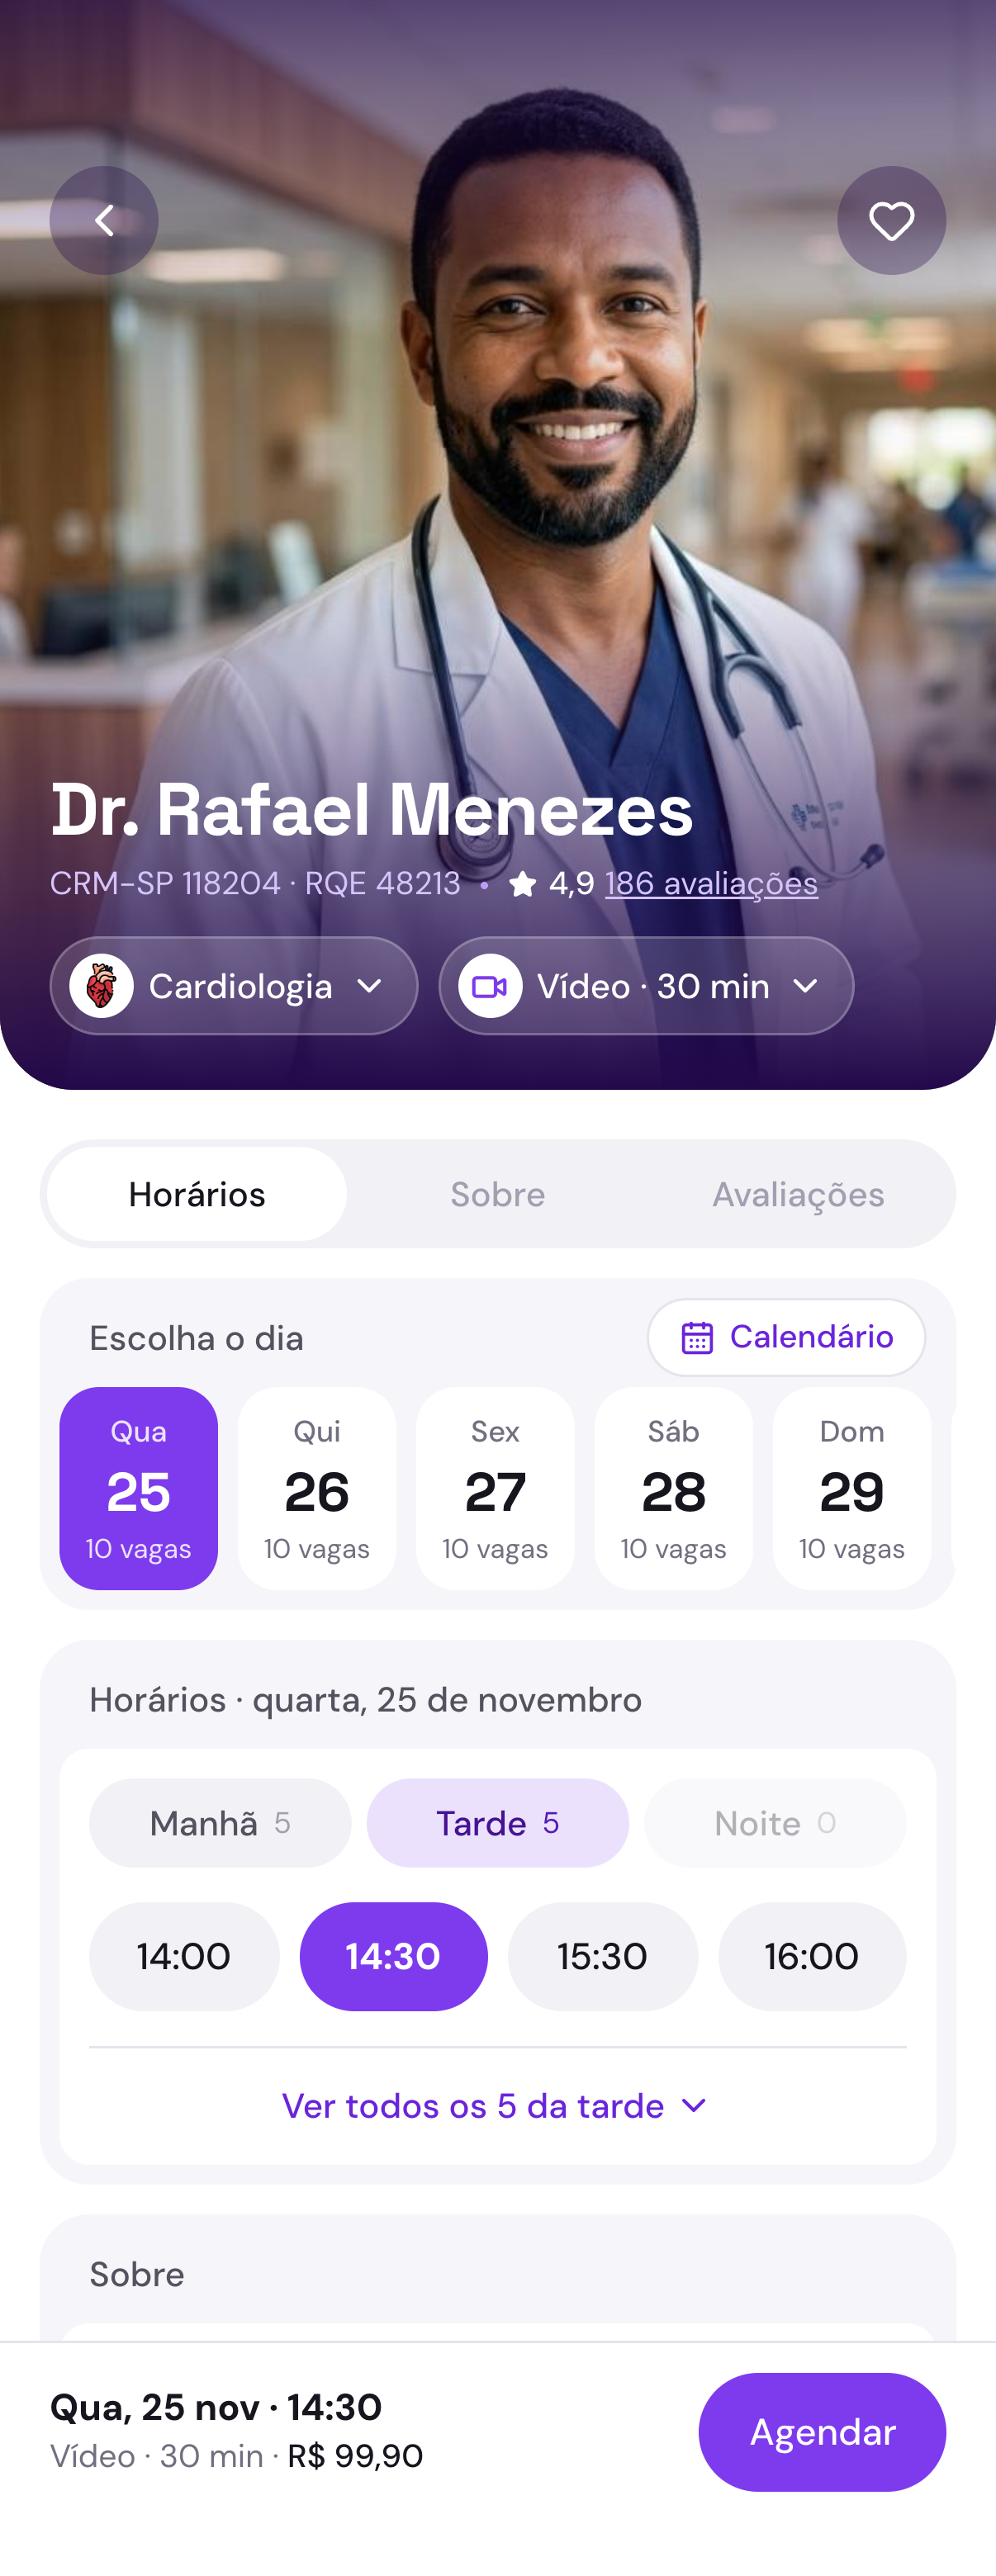 Dr. Rafael Menezes
CRM-SP 118204 · RQE 48213 • ★ 4,9 186 avaliações
Cardiologia
Vídeo · 30 min
Horários
Sobre
Avaliações
Escolha o dia
Calendário
Qua
25
10 vagas
Qui
26
10 vagas
Sex
27
10 vagas
Sáb
28
10 vagas
Dom
29
10 vagas
Horários · quarta, 25 de novembro
Manhã 5
Tarde 5
Noite 0
14:00
14:30
15:30
16:00
Ver todos os 5 da tarde
Sobre
Qua, 25 nov · 14:30
Vídeo · 30 min · R$ 99,90
Agendar